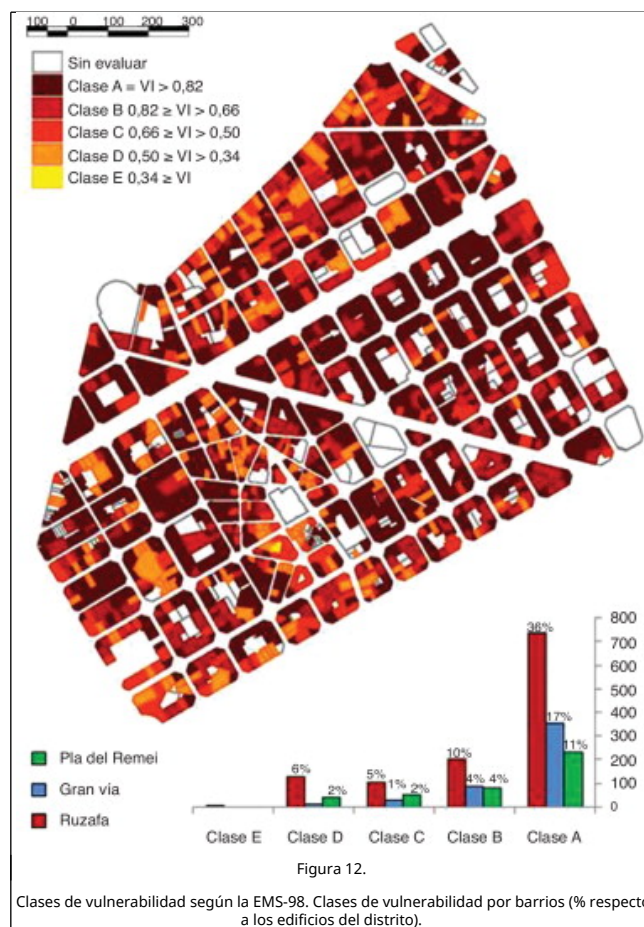 100 0 100 200 300
Sin evaluar
Clase A = VI > 0,82
Clase B 0,82 ≥ VI > 0,66
Clase C 0,66 ≥ VI > 0,50
Clase D 0,50 ≥ VI > 0,34
Clase E 0,34 ≥ VI
800
36%
700
600
500
400
17%
300
11%
200
10%
6%
5%
4% 4%
2%
1%
2%
100
0
Pla del Remei
Gran vía
Ruzafa
Clase E Clase D Clase C Clase B Clase A
Figura 12.
Clases de vulnerabilidad según la EMS-98. Clases de vulnerabilidad por barrios (% respecto
a los edificios del distrito).